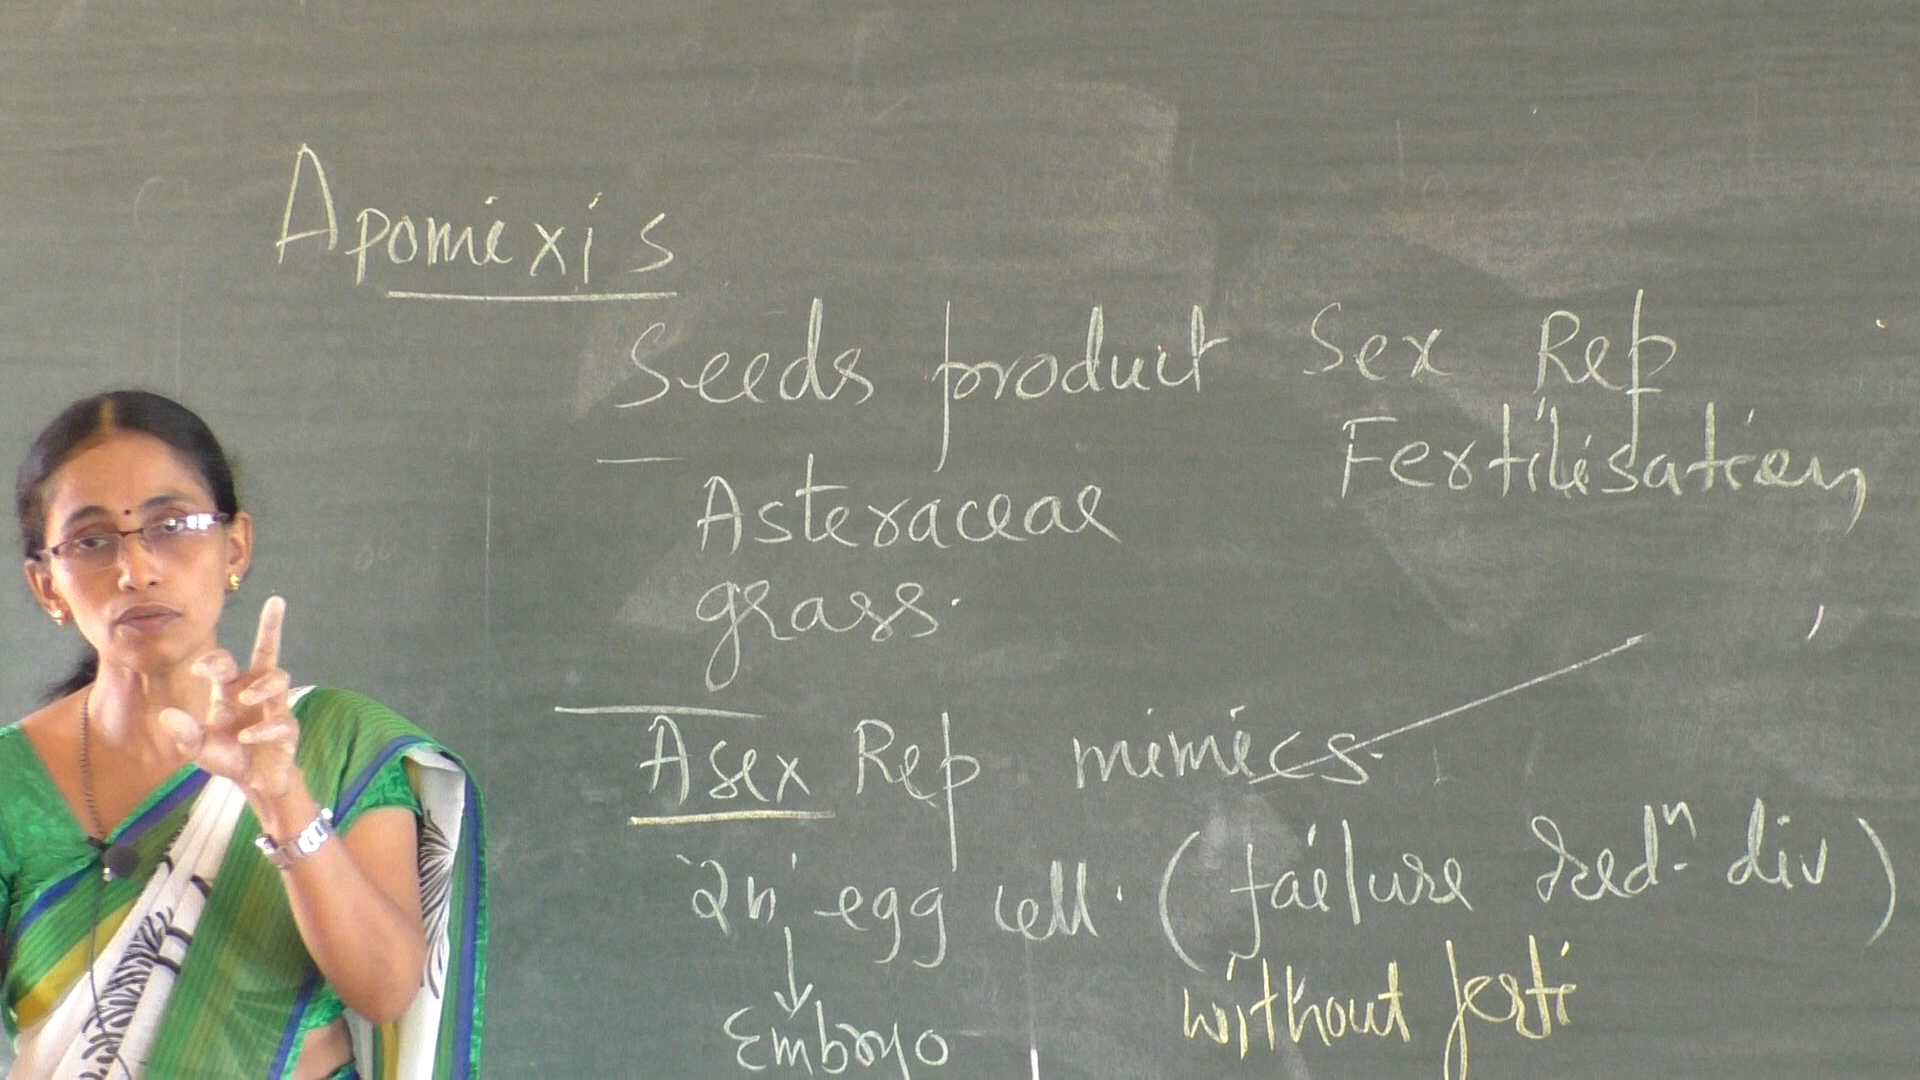 Apomixis
Seeds product Sex Rep
Fertilisation
Asteraceae
grass.
Asex Rep mimics.
'2n' egg cell. (failure redn div)
without ferti
Embryo